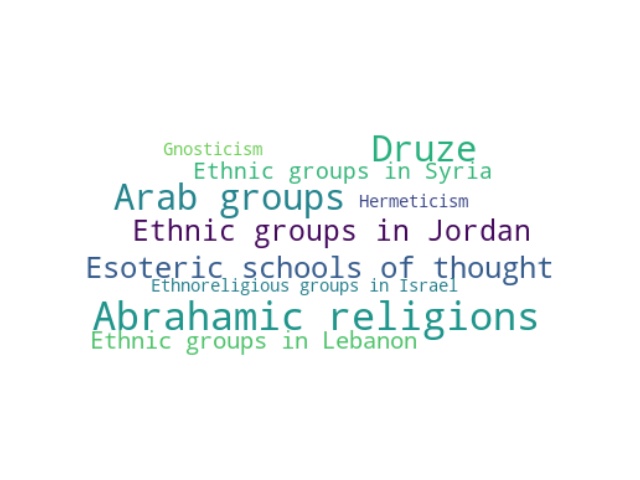 Gnosticism
Druze
Ethnic groups in Syria
Arab groups
Hermeticism
Ethnic groups in Jordan
Esoteric schools of thought
Ethnoreligious groups in Israel
Abrahamic religions
Ethnic groups in Lebanon